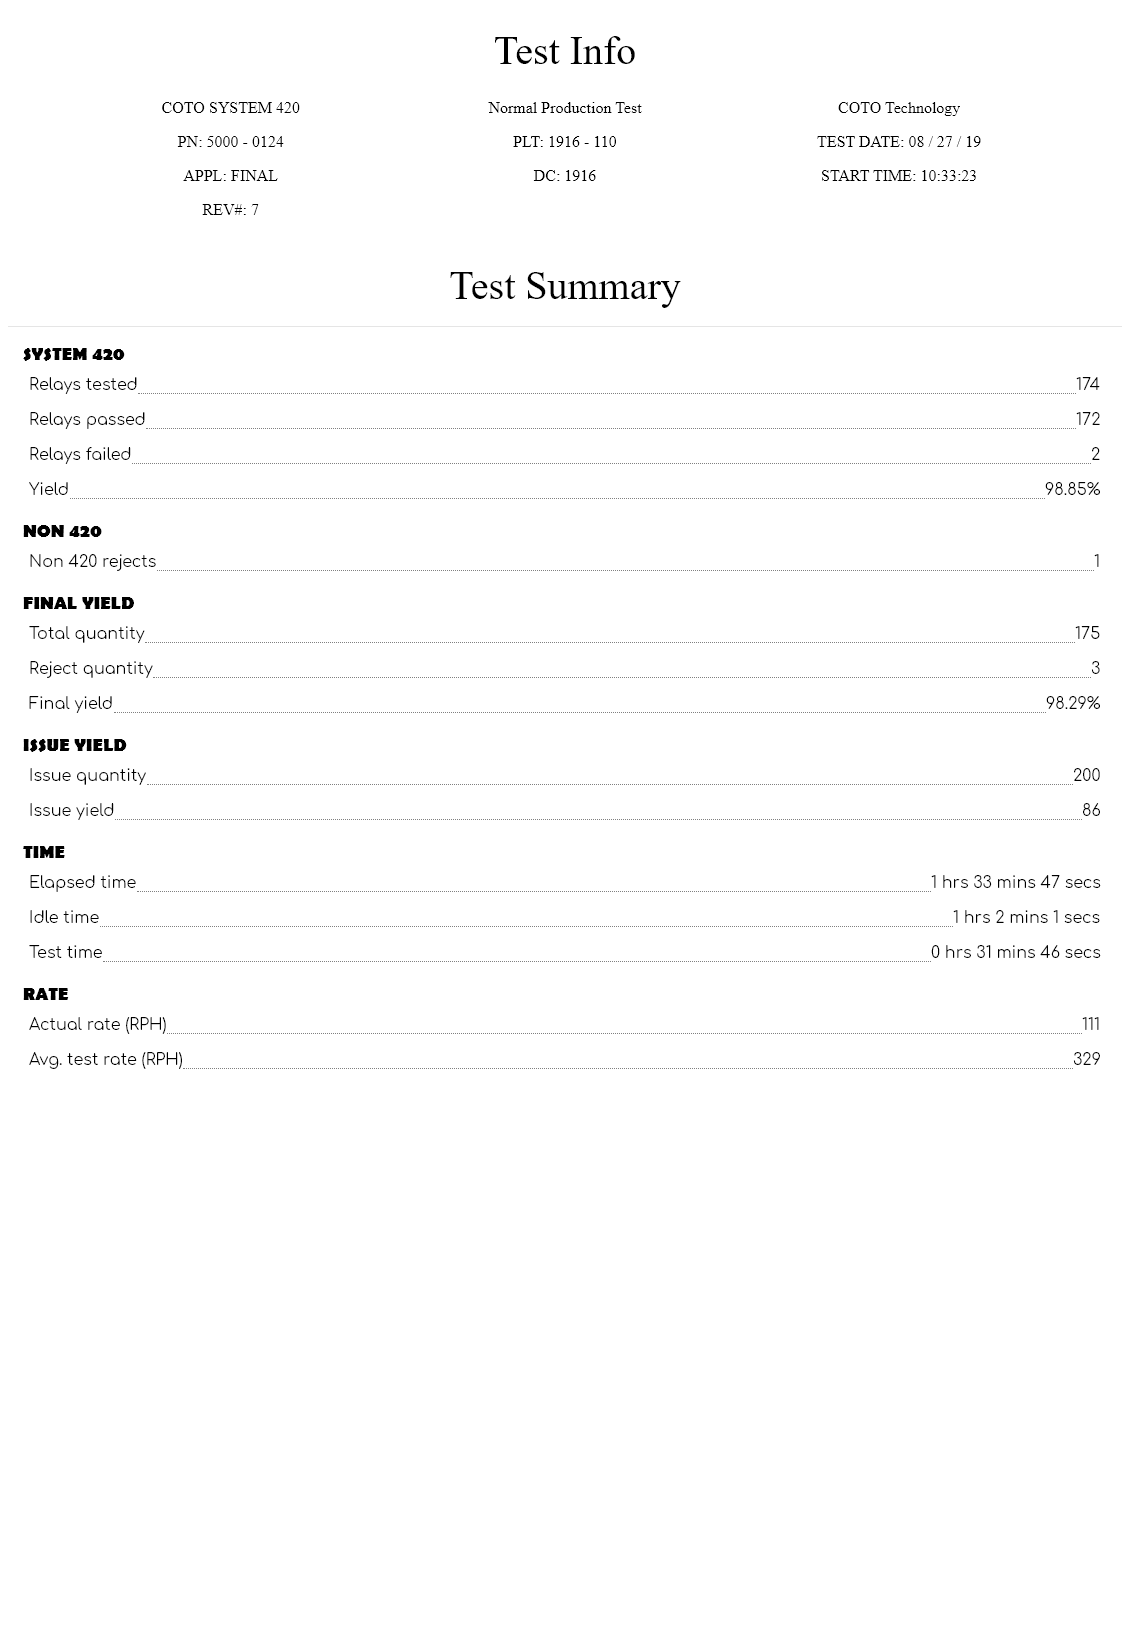 Test Info
COTO SYSTEM 420
PN: 5000 - 0124
APPL: FINAL
REV#: 7
Normal Production Test
PLT: 1916 - 110
DC: 1916
COTO Technology
TEST DATE: 08 / 27 / 19
START TIME: 10:33:23
Test Summary
SYSTEM 420
Relays tested 174
Relays passed 172
Relays failed 2
Yield 98.85%
NON 420
Non 420 rejects 1
FINAL YIELD
Total quantity 175
Reject quantity 3
Final yield 98.29%
ISSUE YIELD
Issue quantity 200
Issue yield 86
TIME
Elapsed time 1 hrs 33 mins 47 secs
Idle time 1 hrs 2 mins 1 secs
Test time 0 hrs 31 mins 46 secs
RATE
Actual rate (RPH) 111
Avg. test rate (RPH) 329